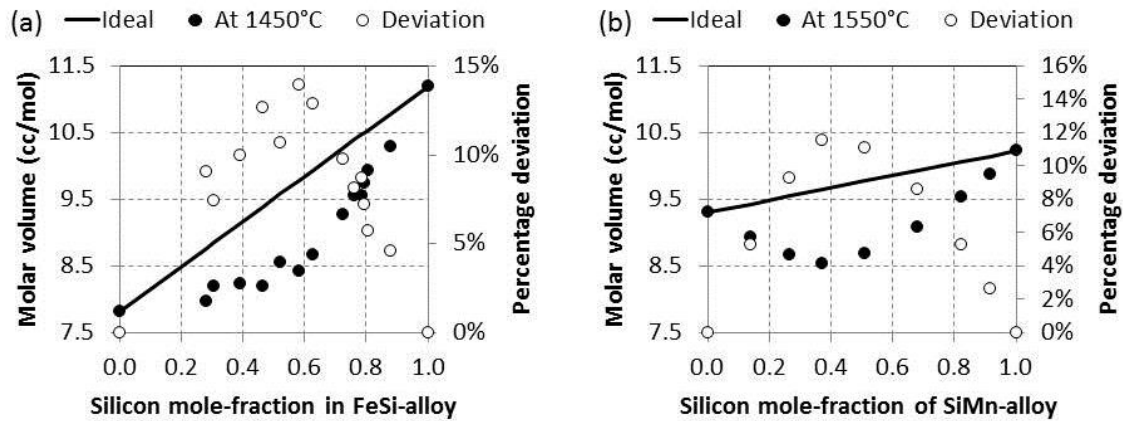 (a) Ideal At 1450°C Deviation
Molar volume (cc/mol)
11.5
10.5
9.5
8.5
7.5
15%
10%
5%
0%
Percentage deviation
0.0 0.2 0.4 0.6 0.8 1.0
Silicon mole-fraction in FeSi-alloy
(b) Ideal At 1550°C Deviation
Molar volume (cc/mol)
11.5
10.5
9.5
8.5
7.5
16%
14%
12%
10%
8%
6%
4%
2%
0%
Percentage deviation
0.0 0.2 0.4 0.6 0.8 1.0
Silicon mole-fraction of SiMn-alloy